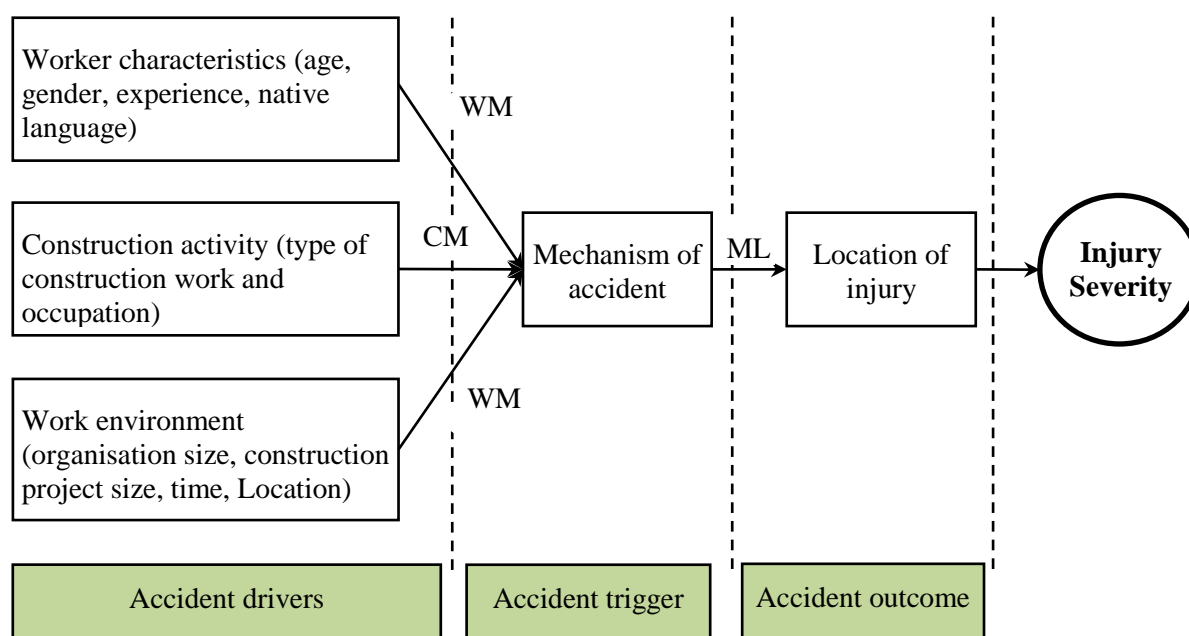 Worker characteristics (age,
gender, experience, native
language)
WM
Construction activity (type of
construction work and
occupation)
CM
Mechanism of
accident
ML
Location of
injury
Injury
Severity
Work environment
(organisation size, construction
project size, time, Location)
WM
Accident drivers
Accident trigger
Accident outcome